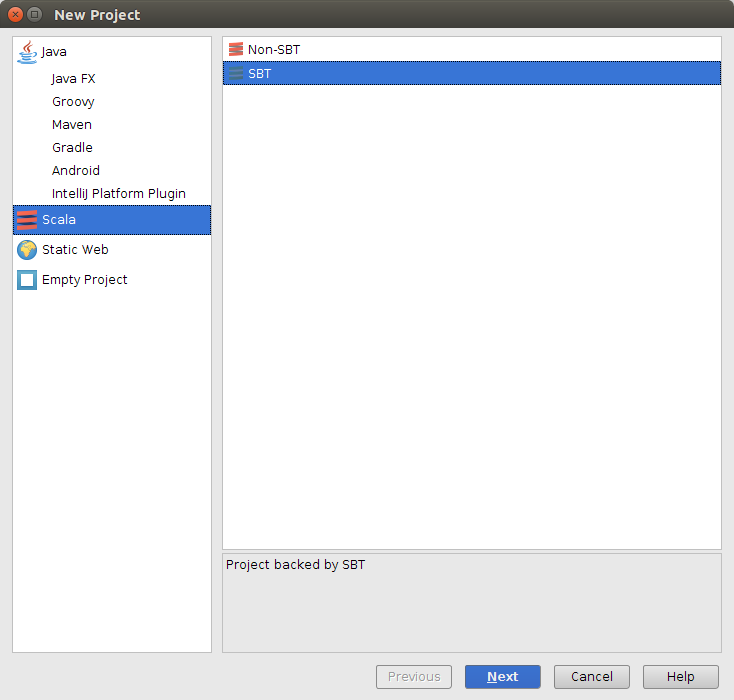 New Project
Java
Java FX
Groovy
Maven
Gradle
Android
IntelliJ Platform Plugin
Scala
Static Web
Empty Project
Non-SBT
SBT
Project backed by SBT
Previous
Next
Cancel
Help